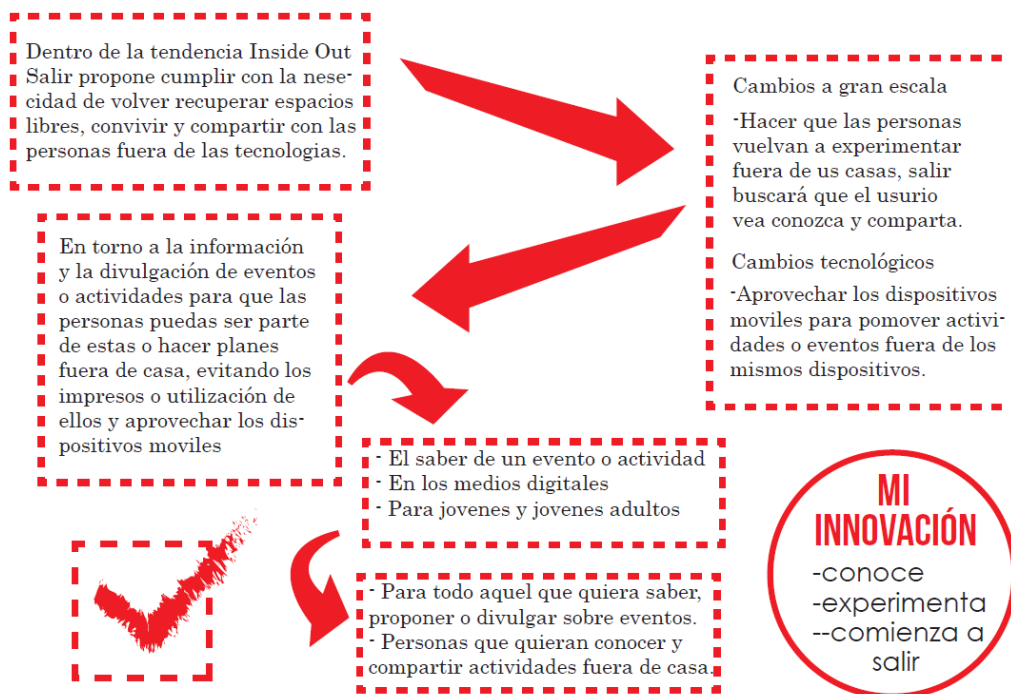 Dentro de la tendencia Inside Out
Salir propone cumplir con la nese-
cidad de volver recuperar espacios
libres, convivir y compartir con las
personas fuera de las tecnologias.
Cambios a gran escala
-Hacer que las personas
vuelvan a experimentar
fuera de us casas, salir
buscará que el usurio
vea conozca y comparta.
Cambios tecnológicos
-Aprovechar los dispositivos
moviles para pomover activi-
dades o eventos fuera de los
mismos dispositivos.
En torno a la información
y la divulgación de eventos
o actividades para que las
personas puedas ser parte
de estas o hacer planes
fuera de casa, evitando los
impresos o utilización de
ellos y aprovechar los dis-
positivos moviles
- El saber de un evento o actividad
- En los medios digitales
- Para jovenes y jovenes adultos
- Para todo aquel que quiera saber,
proponer o divulgar sobre eventos.
- Personas que quieran conocer y
compartir actividades fuera de casa.
MI
INNOVACIÓN
-conoce
-experimenta
--comienza a
salir